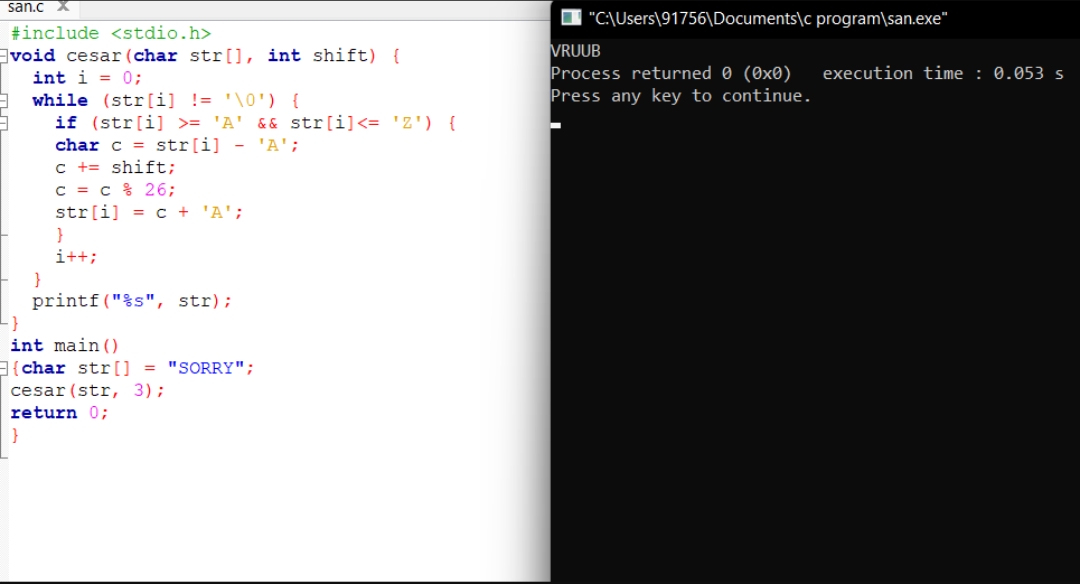 san.c X
#include <stdio.h>
void cesar(char str[], int shift) {
int i = 0;
while (str[i] != '\0') {
if (str[i] >= 'A' && str[i]<= 'Z') {
char c = str[i] - 'A';
c += shift;
c = c % 26;
str[i] = c + 'A';
}
i++;
}
printf("%s", str);
}
int main()
{char str[] = "SORRY";
cesar(str, 3);
return 0;
}
"C:\Users\91756\Documents\c program\san.exe"
VRUUB
Process returned 0 (0x0)   execution time : 0.053 s
Press any key to continue.